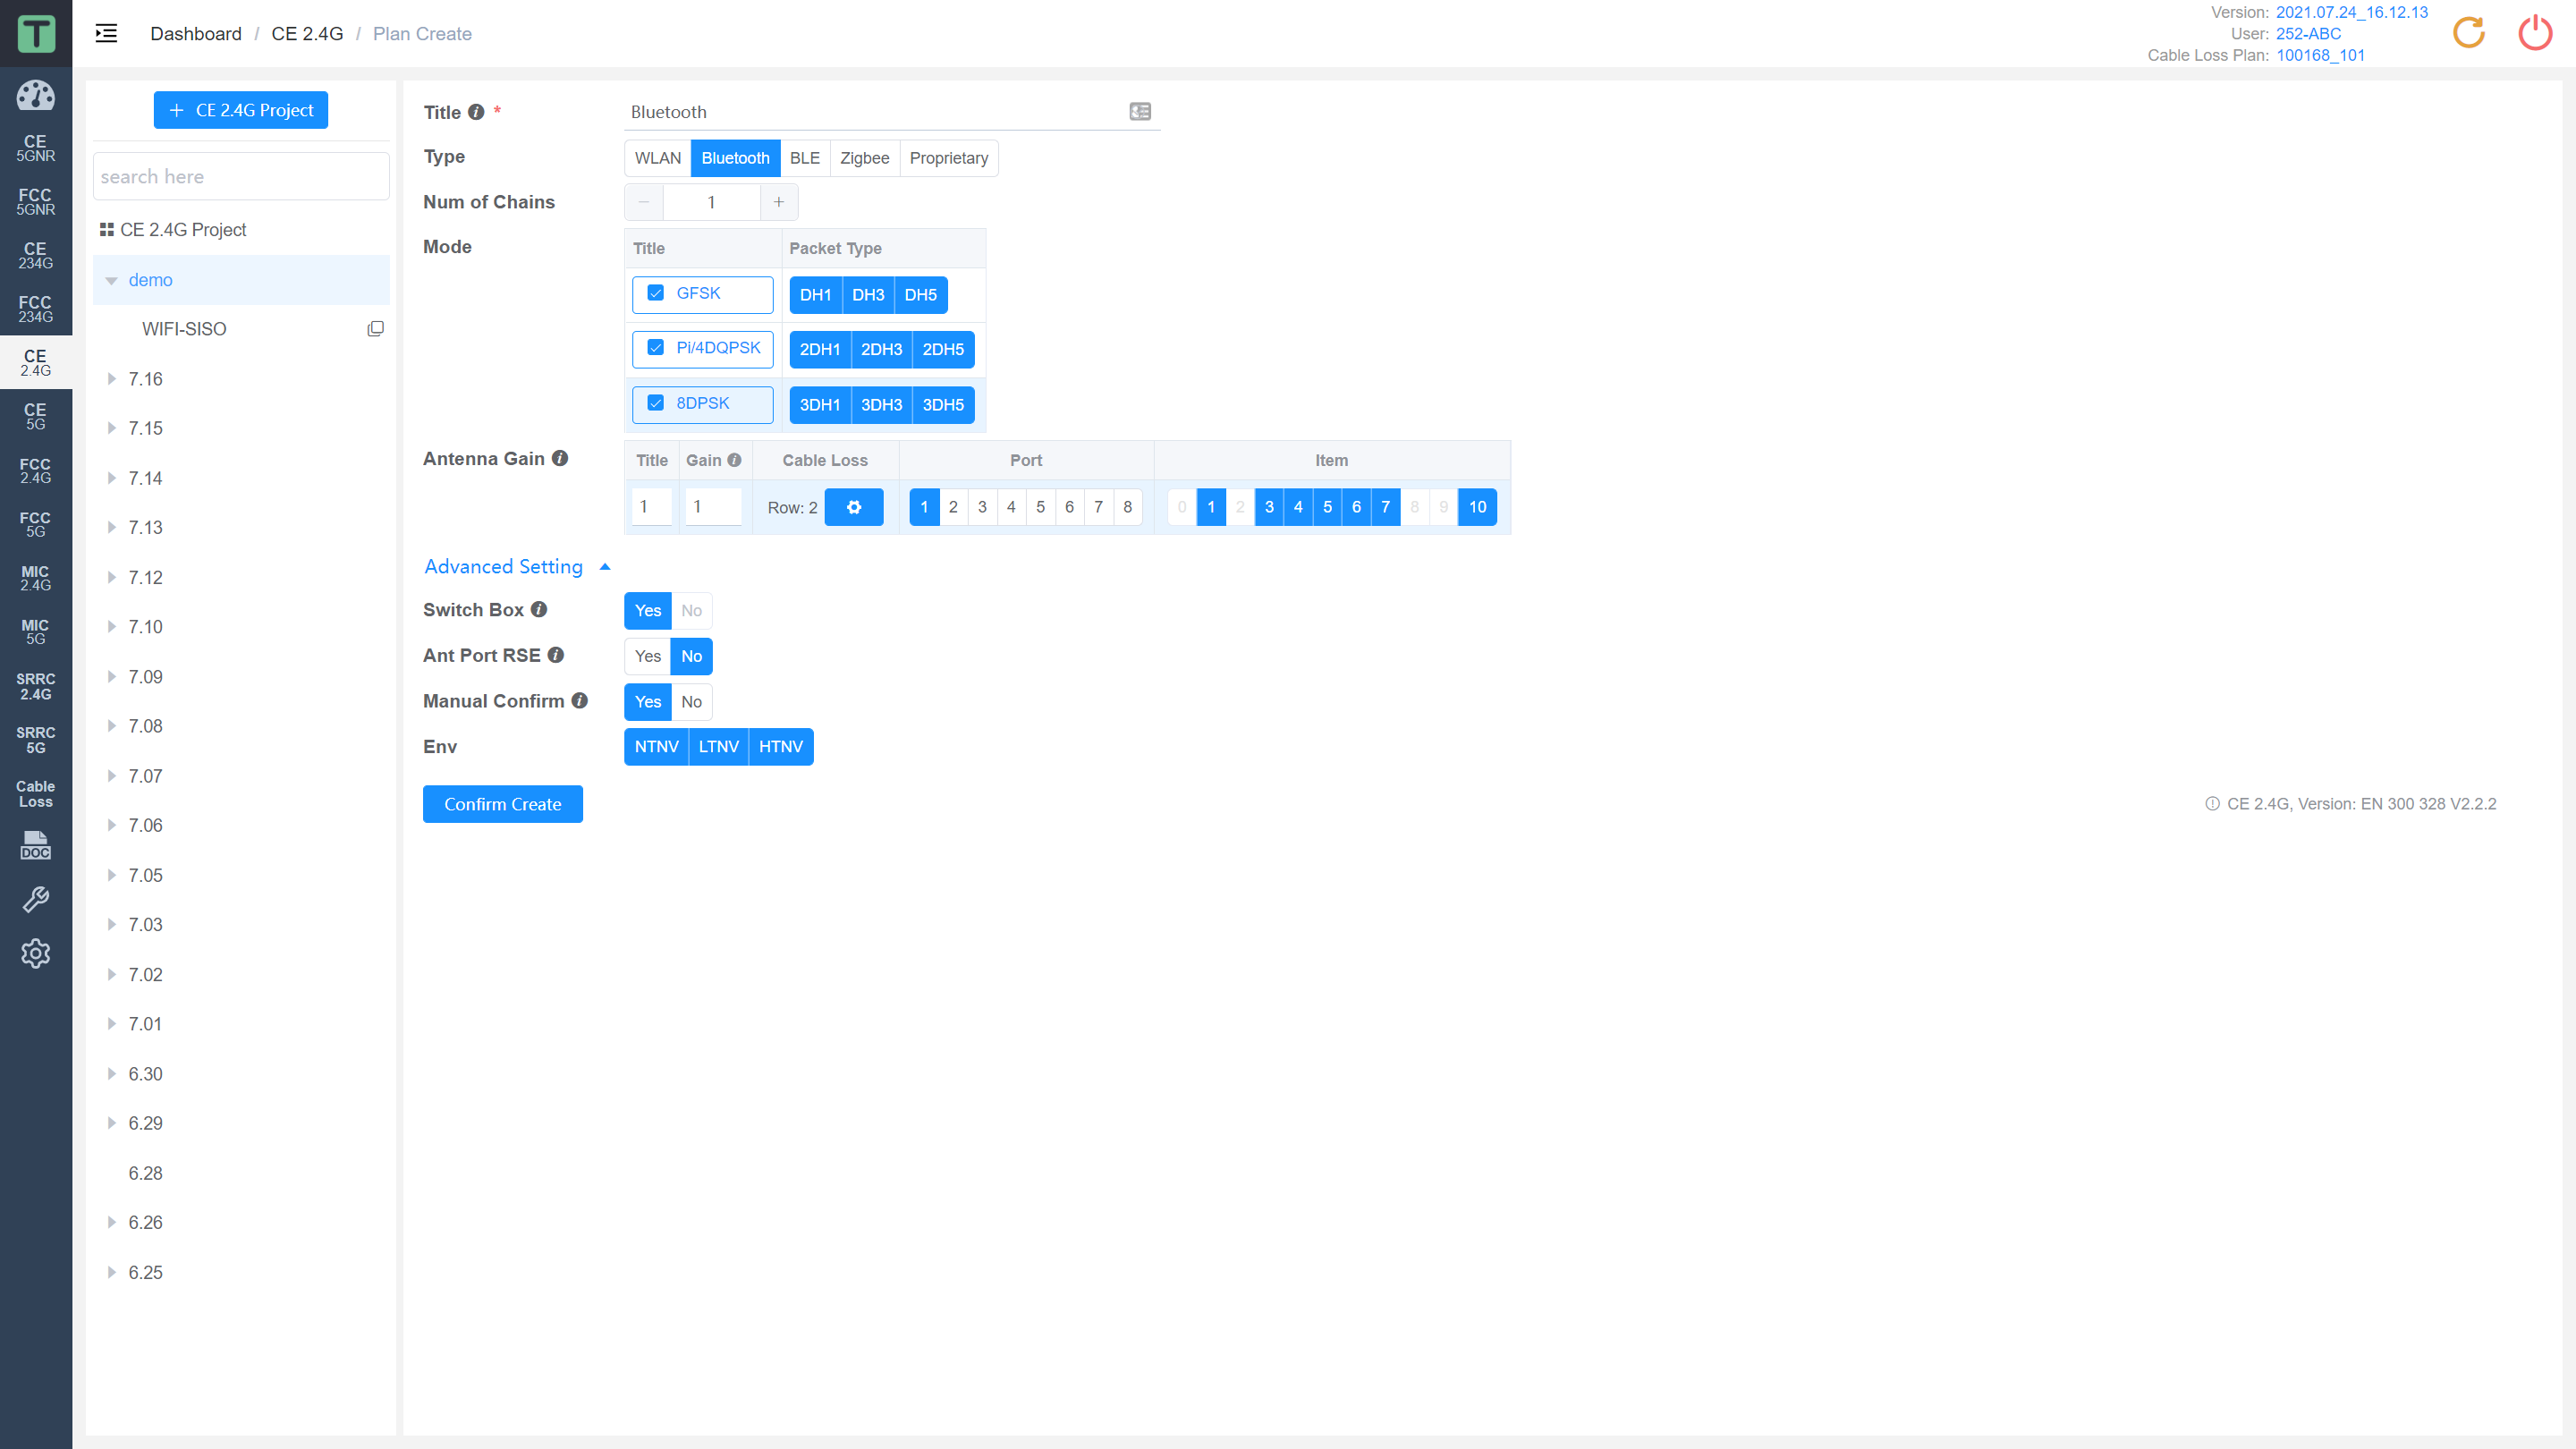 T
Dashboard / CE 2.4G / Plan Create
Version: 2021.07.24_16.12.13
User: 252-ABC
Cable Loss Plan: 100168_101
CE
5GNR
FCC
5GNR
CE
234G
FCC
234G
CE
2.4G
CE
5G
FCC
2.4G
FCC
5G
MIC
2.4G
MIC
5G
SRRC
2.4G
SRRC
5G
Cable
Loss
DOC
+ CE 2.4G Project
search here
CE 2.4G Project
demo
WIFI-SISO
7.16
7.15
7.14
7.13
7.12
7.10
7.09
7.08
7.07
7.06
7.05
7.03
7.02
7.01
6.30
6.29
6.28
6.26
6.25
Title * Bluetooth
Type WLAN Bluetooth BLE Zigbee Proprietary
Num of Chains − 1 +
Mode Title Packet Type
GFSK DH1 DH3 DH5
Pi/4DQPSK 2DH1 2DH3 2DH5
8DPSK 3DH1 3DH3 3DH5
Antenna Gain Title Gain Cable Loss Port Item
1 1 Row: 2 1 2 3 4 5 6 7 8 0 1 2 3 4 5 6 7 8 9 10
Advanced Setting
Switch Box Yes No
Ant Port RSE Yes No
Manual Confirm Yes No
Env NTNV LTNV HTNV
Confirm Create
CE 2.4G, Version: EN 300 328 V2.2.2